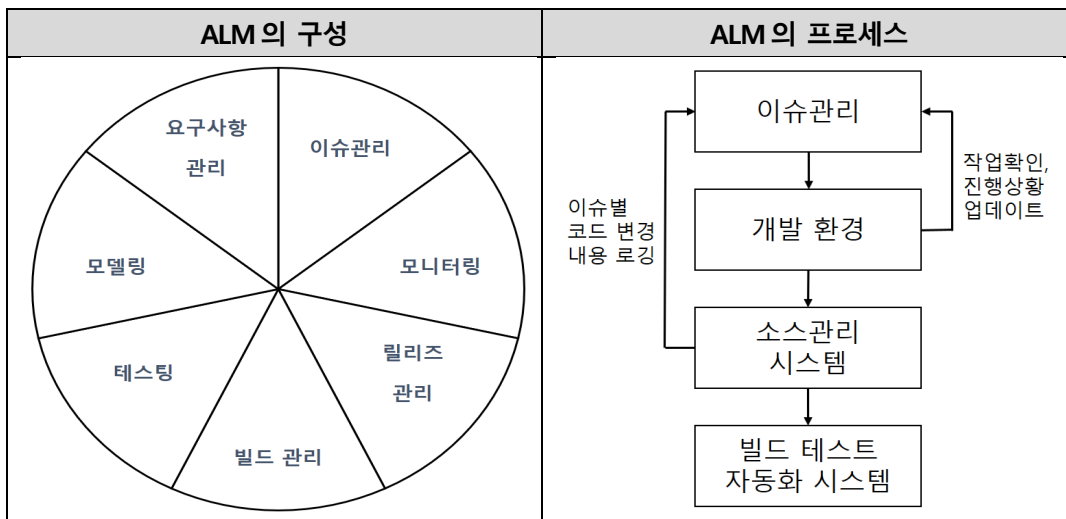 ALM 의 구성
ALM 의 프로세스
요구사항
관리
이슈관리
모델링
모니터링
테스팅
릴리즈
관리
빌드 관리
이슈관리
작업확인,
진행상황
업데이트
이슈별
코드 변경
내용 로깅
개발 환경
소스관리
시스템
빌드 테스트
자동화 시스템